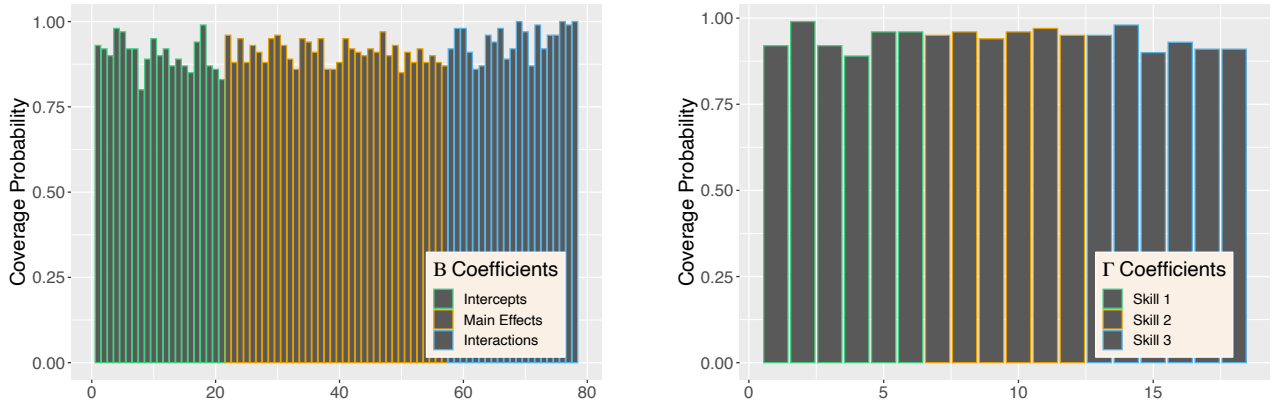 1.00
0.75
0.50
0.25
0.00
Coverage Probability
0 20 40 60 80
Β Coefficients
Intercepts
Main Effects
Interactions
1.00
0.75
0.50
0.25
0.00
Coverage Probability
0 5 10 15
Γ Coefficients
Skill 1
Skill 2
Skill 3